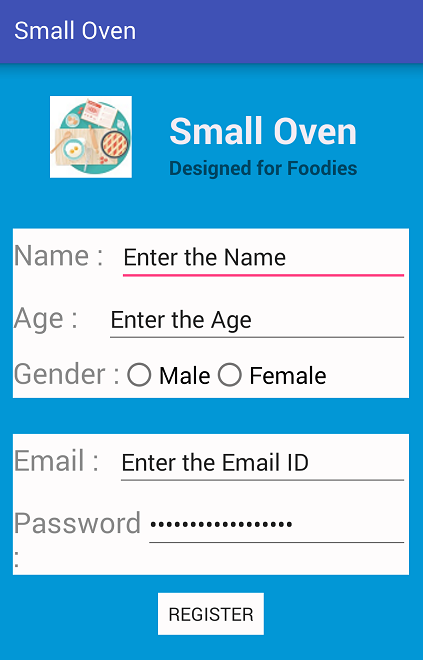 Small Oven
Small Oven
Designed for Foodies
Name : Enter the Name
Age : Enter the Age
Gender : Male Female
Email : Enter the Email ID
Password ••••••••••••••••••
:
REGISTER